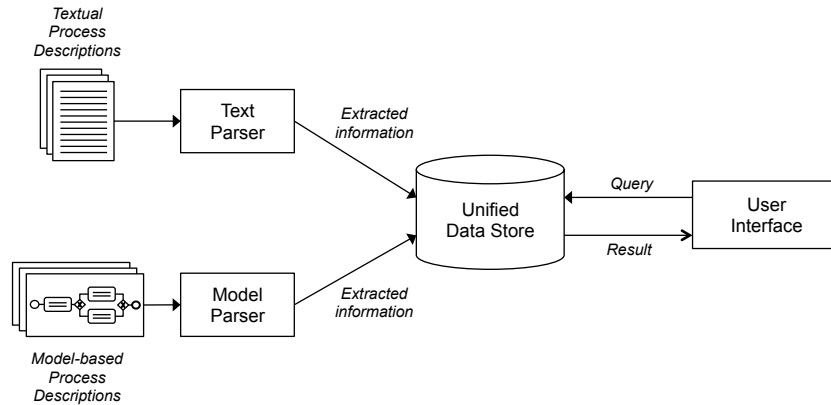 Textual
Process
Descriptions
Text
Parser
Extracted
information
Unified
Data Store
Query
Result
User
Interface
Model
Parser
Extracted
information
Model-based
Process
Descriptions